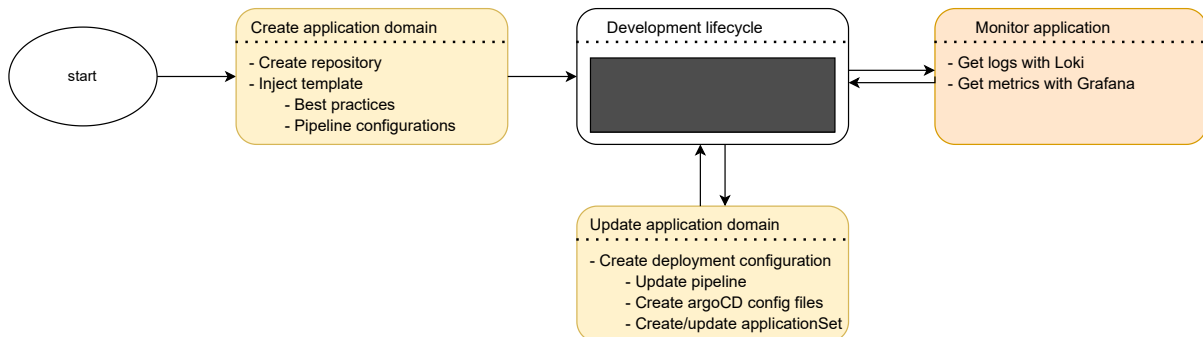 start
Create application domain
- Create repository
- Inject template
- Best practices
- Pipeline configurations
Development lifecycle
Monitor application
- Get logs with Loki
- Get metrics with Grafana
Update application domain
- Create deployment configuration
- Update pipeline
- Create argoCD config files
- Create/update applicationSet